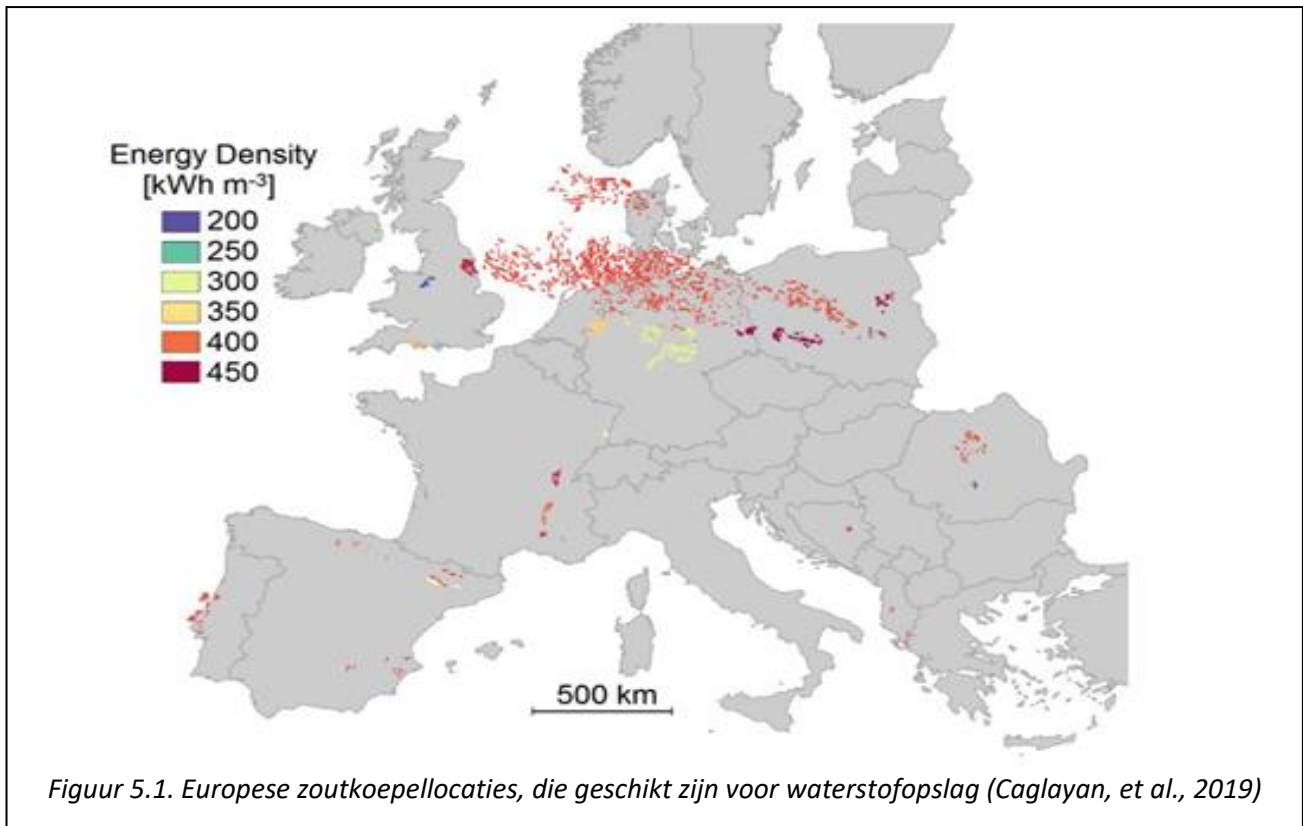 Energy Density
[kWh m-³]
200
250
300
350
400
450
500 km
Figuur 5.1. Europese zoutkoepellocaties, die geschikt zijn voor waterstofopslag (Caglayan, et al., 2019)